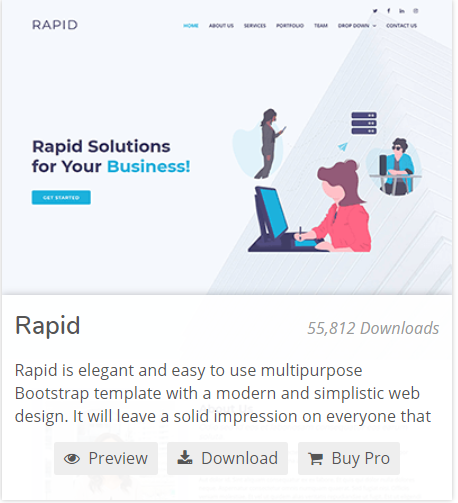 RAPID
HOME ABOUT US SERVICES PORTFOLIO TEAM DROP DOWN CONTACT US
Rapid Solutions
for Your Business!
GET STARTED
Rapid
55,812 Downloads
Rapid is elegant and easy to use multipurpose
Bootstrap template with a modern and simplistic web
design. It will leave a solid impression on everyone that
Preview Download Buy Pro